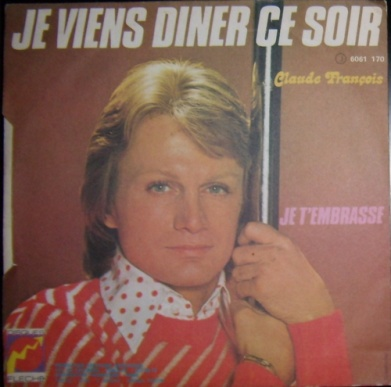 JE VIENS DINER CE SOIR
6061 170
Claude François
JE T'EMBRASSE